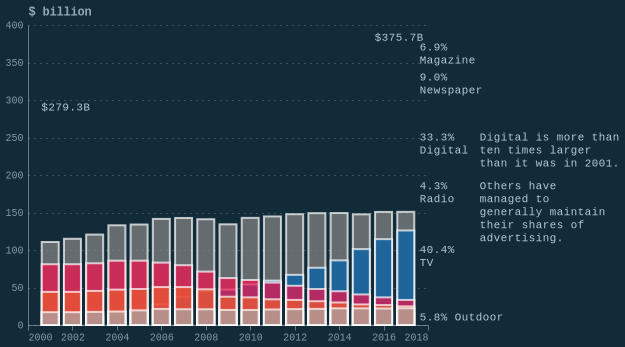 $ billion
400
350
300
250
200
150
100
50
0
$279.3B
$375.7B
6.9%
Magazine
9.0%
Newspaper
33.3%
Digital
Digital is more than
ten times larger
than it was in 2001.
4.3%
Radio
Others have
managed to
generally maintain
their shares of
advertising.
40.4%
TV
5.8% Outdoor
2000 2002 2004 2006 2008 2010 2012 2014 2016 2018